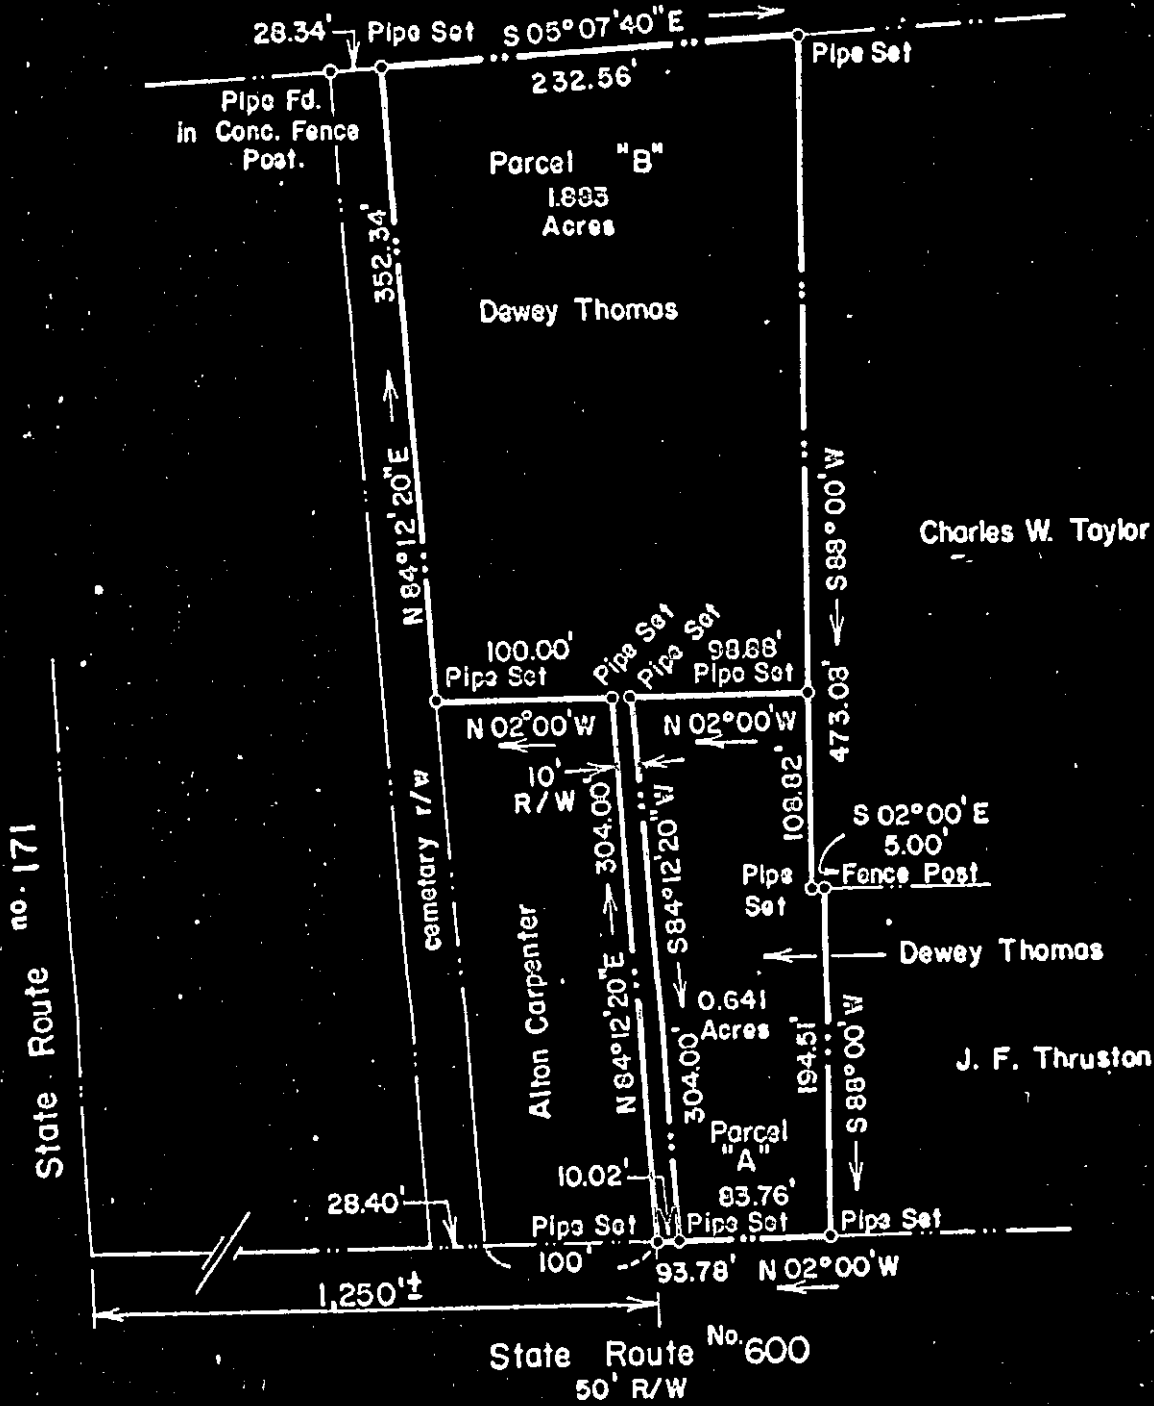 28.34' Pipe Set S 05°07'40"E
Pipe Set
232.56'
Pipe Fd.
in Conc. Fence
Post.
Parcel "B"
1.883
Acres
352.34'
Dewey Thomas
N 84°12'20"E
S 88°00'W
Charles W. Taylor
100.00'
Pipe Set
Pipe Set
Pipe Set
98.68'
Pipe Set
473.08'
N 02°00'W
N 02°00'W
10'
R/W
304.00'
N 84°12'20"E
S 84°12'20"W
304.00'
108.82'
S 02°00'E
5.00'
Fence Post
Pipe
Set
cemetary r/w
Alton Carpenter
Dewey Thomas
0.641
Acres
194.51'
S 88°00'W
J. F. Thruston
State Route no. 171
Parcel
"A"
10.02'
83.76'
28.40'
Pipe Set
Pipe Set
Pipe Set
100'
93.78' N 02°00'W
1,250'±
State Route No. 600
50' R/W